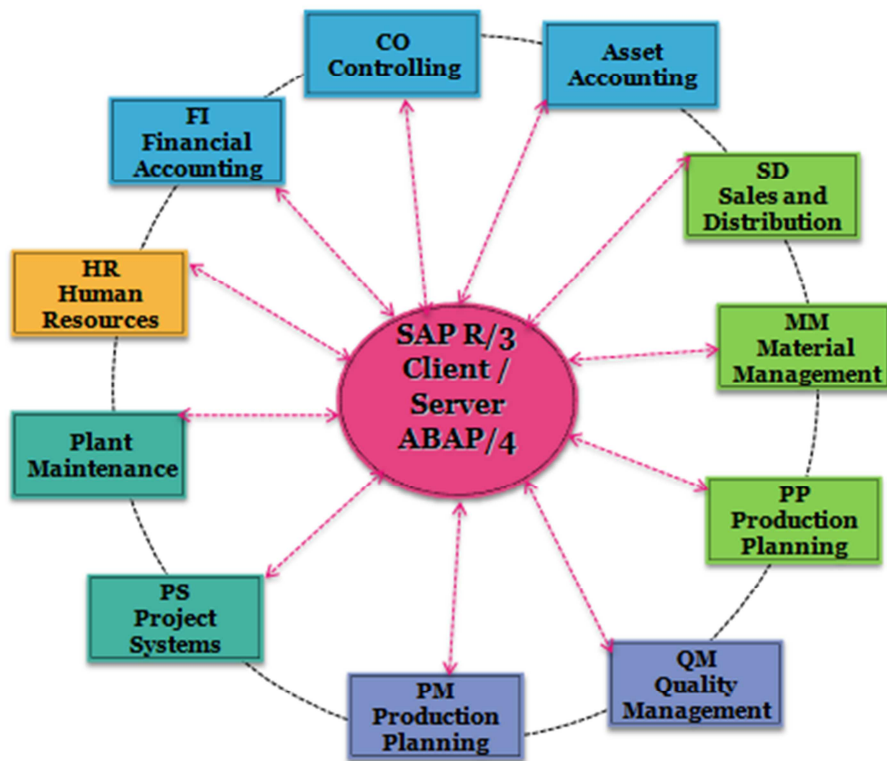 CO
Controlling
Asset
Accounting
FI
Financial
Accounting
SD
Sales and
Distribution
HR
Human
Resources
SAP R/3
Client /
Server
ABAP/4
MM
Material
Management
Plant
Maintenance
PP
Production
Planning
PS
Project
Systems
QM
Quality
Management
PM
Production
Planning